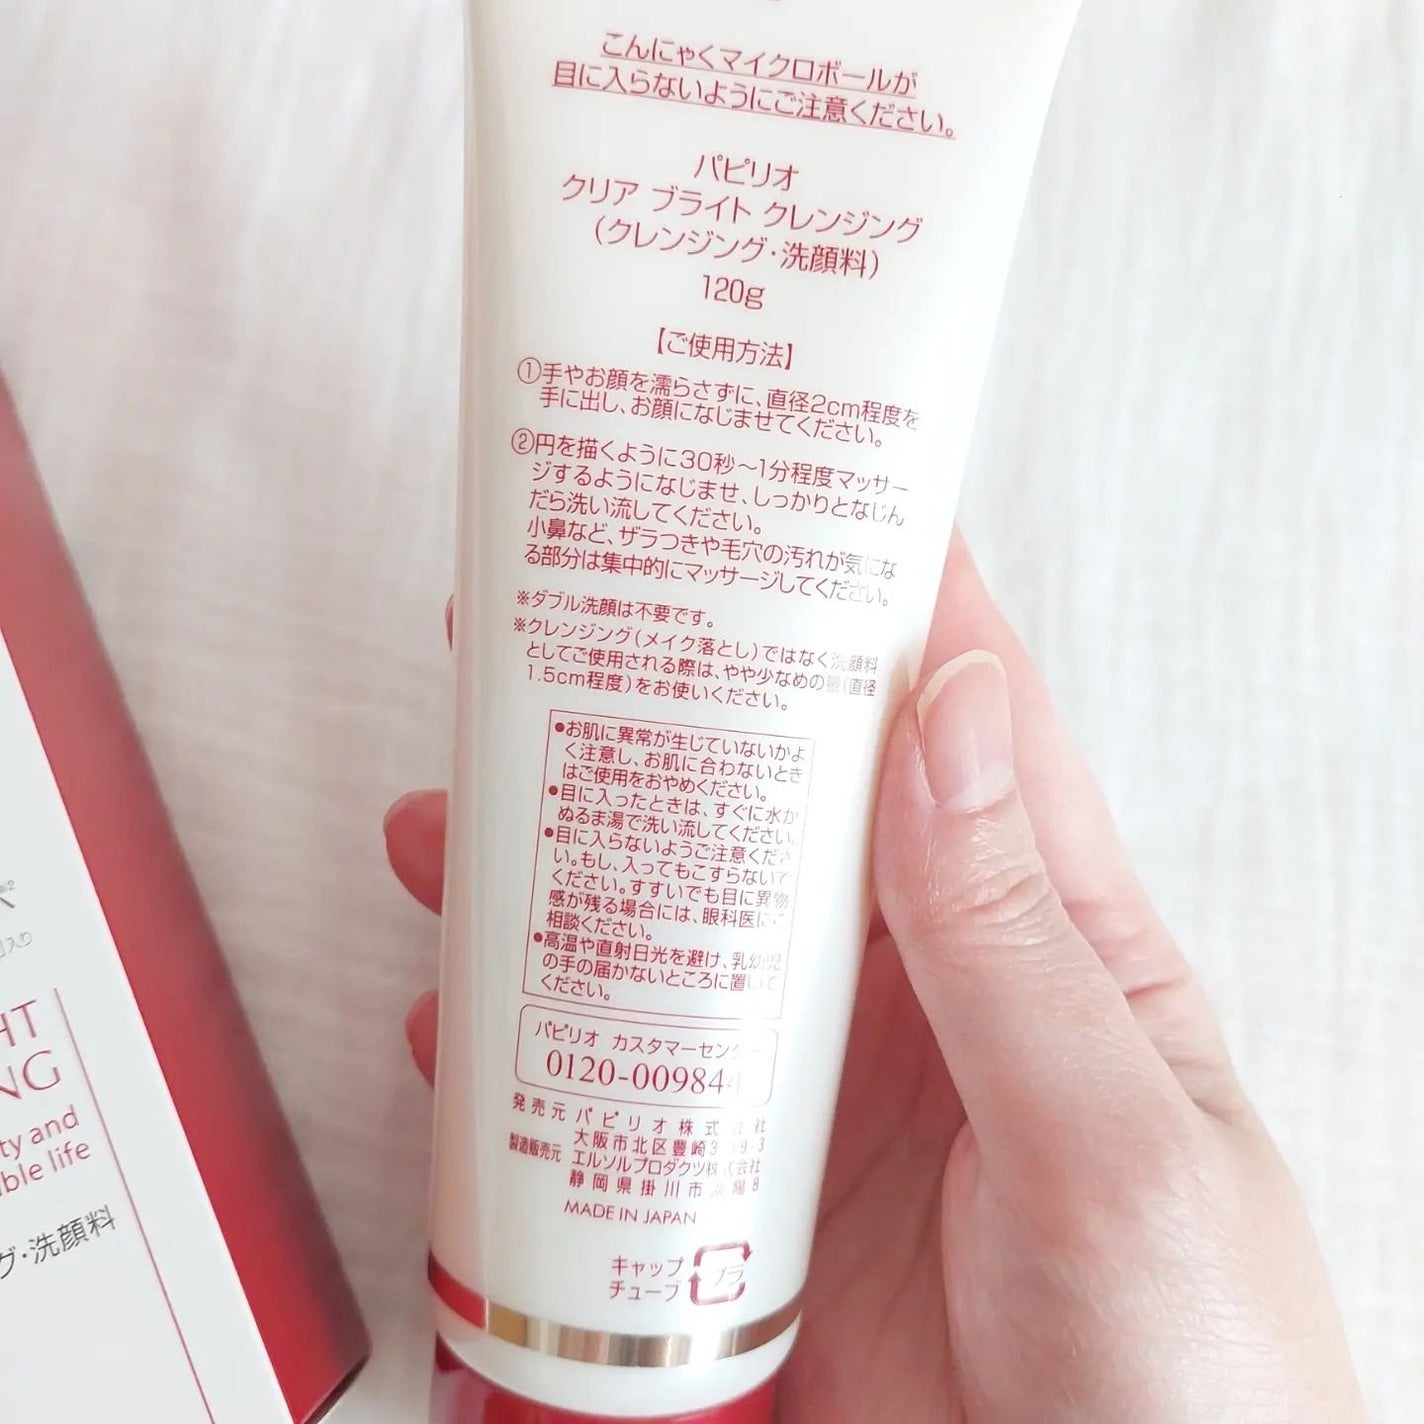 こんにゃくマイクロボールが
目に入らないようにご注意ください。
パピリオ
クリア ブライト クレンジング
(クレンジング・洗顔料)
120g
【ご使用方法】
①手やお顔を濡らさずに、直径2cm程度を
手に出し、お顔になじませてください。
②円を描くように30秒〜1分程度マッサー
ジするようになじませ、しっかりとなじん
だら洗い流してください。
小鼻など、ザラつきや毛穴の汚れが気にな
る部分は集中的にマッサージしてください。
※ダブル洗顔は不要です。
※クレンジング(メイク落とし)ではなく洗顔料
としてご使用される際は、やや少なめの量(直径
1.5cm程度)をお使いください。
●お肌に異常が生じていないかよ
く注意し、お肌に合わないとき
はご使用をおやめください。
●目に入ったときは、すぐに水か
ぬるま湯で洗い流してください。
●目に入らないようご注意くださ
い。もし、入ってもこすらないで
ください。すすいでも目に異物
感が残る場合には、眼科医にご
相談ください。
●高温や直射日光を避け、乳幼児
の手の届かないところに置いて
ください。
パピリオ カスタマーセンター
0120-009844
発売元 パピリオ株式会社
大阪市北区豊崎
製造販売元 エルソルプロダクツ株式会社
静岡県掛川市
MADE IN JAPAN
キャップ
チューブ
プラ
※2
入り
HT
NG
ty and
ble life
グ・洗顔料